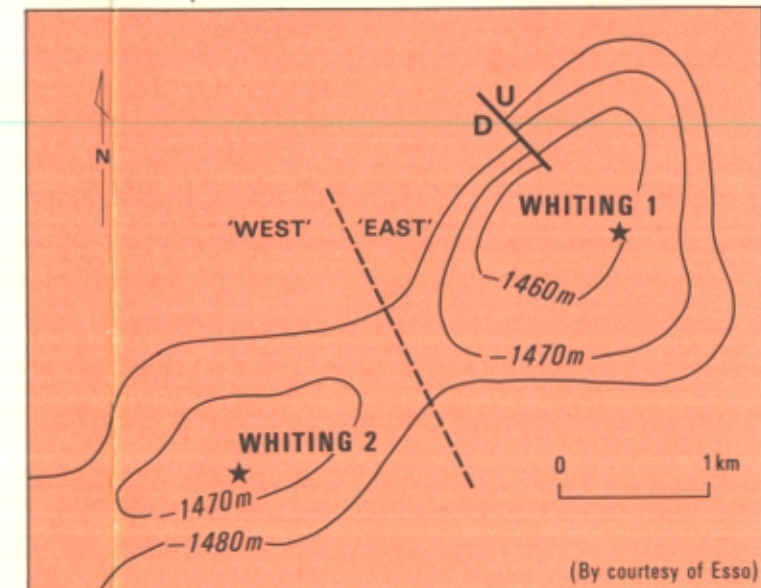 U
D
N
WHITING 1
'WEST' 'EAST'
-1460m
-1470m
WHITING 2
-1470m
-1480m
0 1km
(By courtesy of Esso)